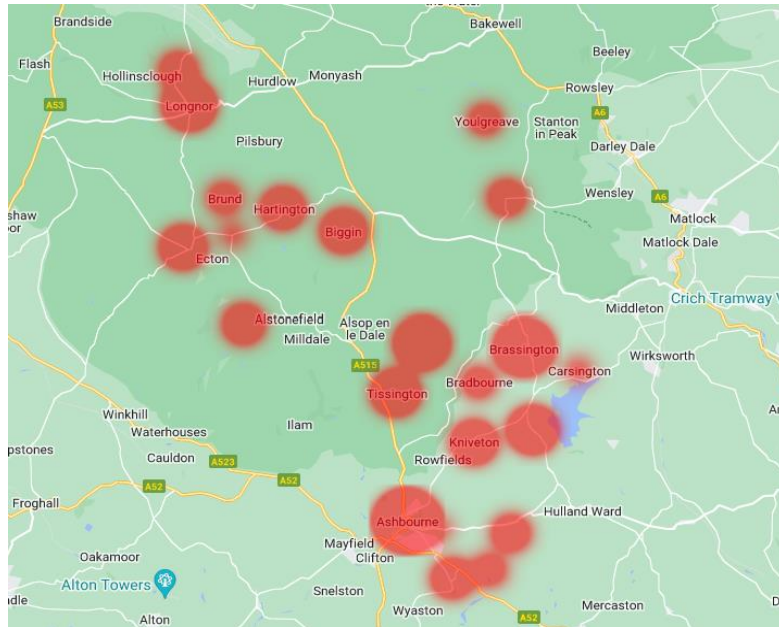 Brandside
Bakewell
Flash
Hollinsclough
Hurdlow
Monyash
Beeley
Rowsley
A53
Longnor
A6
Youlgreave
Stanton
in Peak
Pilsbury
Darley Dale
Brund
Wensley
A6
Hartington
Matlock
Biggin
Matlock Dale
Ecton
Crich Tramway V
Middleton
Alstonefield
Alsop en
le Dale
Milldale
Brassington
Wirksworth
A515
Carsington
Bradbourne
Tissington
Winkhill
Ilam
Waterhouses
Kniveton
Cauldon
A523
Rowfields
A52
A52
Froghall
Hulland Ward
Ashbourne
Mayfield
Clifton
Oakamoor
Alton Towers
Snelston
Mercaston
Wyaston
A52
Alton